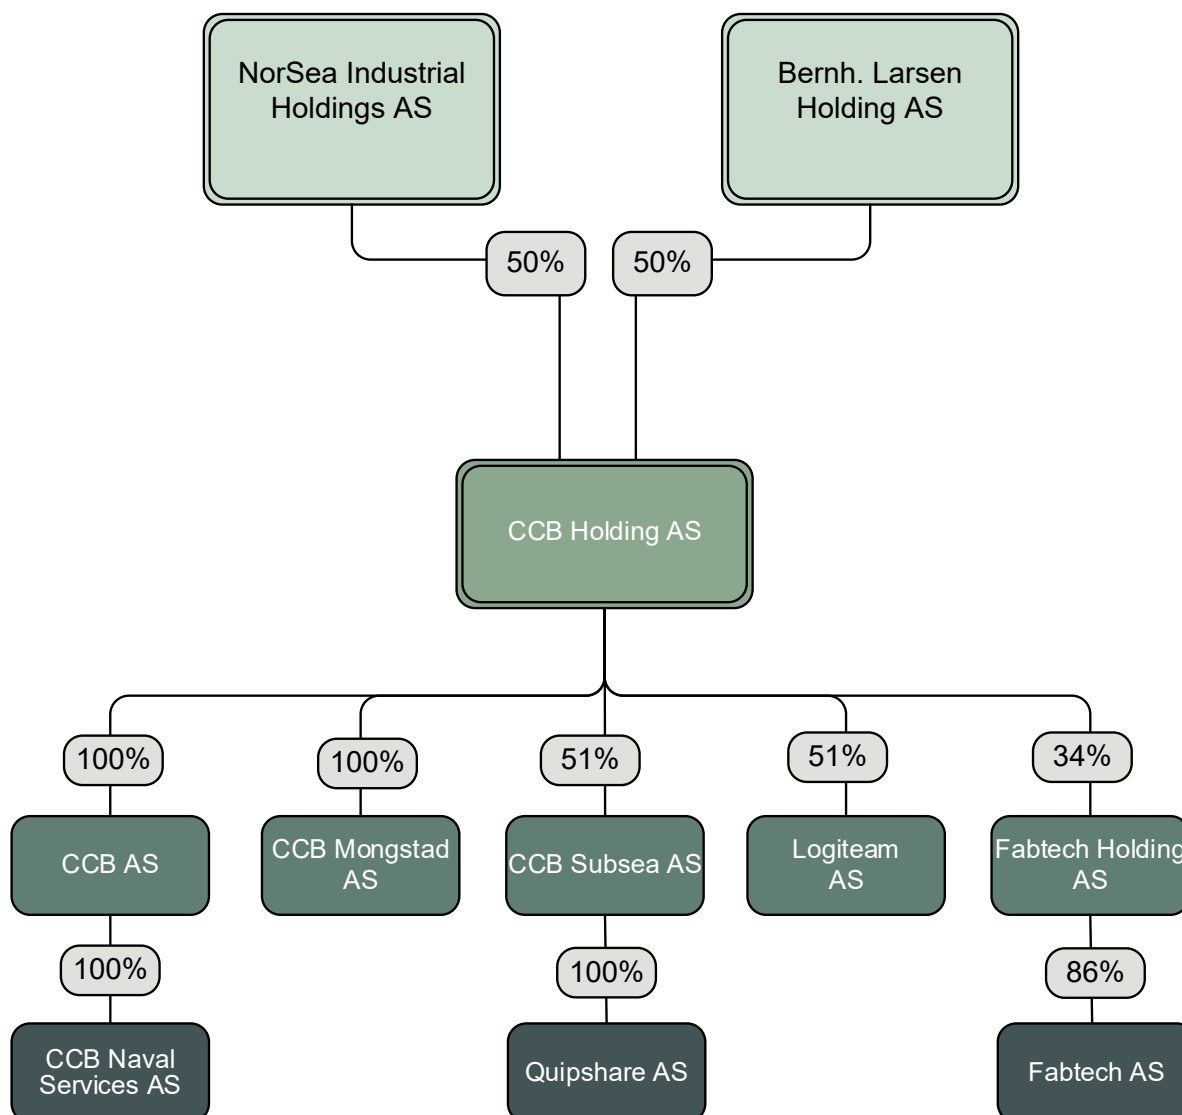 NorSea Industrial
Holdings AS
Bernh. Larsen
Holding AS
50%
50%
CCB Holding AS
100%
100%
51%
51%
34%
CCB AS
CCB Mongstad
AS
CCB Subsea AS
Logiteam
AS
Fabtech Holding
AS
100%
100%
86%
CCB Naval
Services AS
Quipshare AS
Fabtech AS